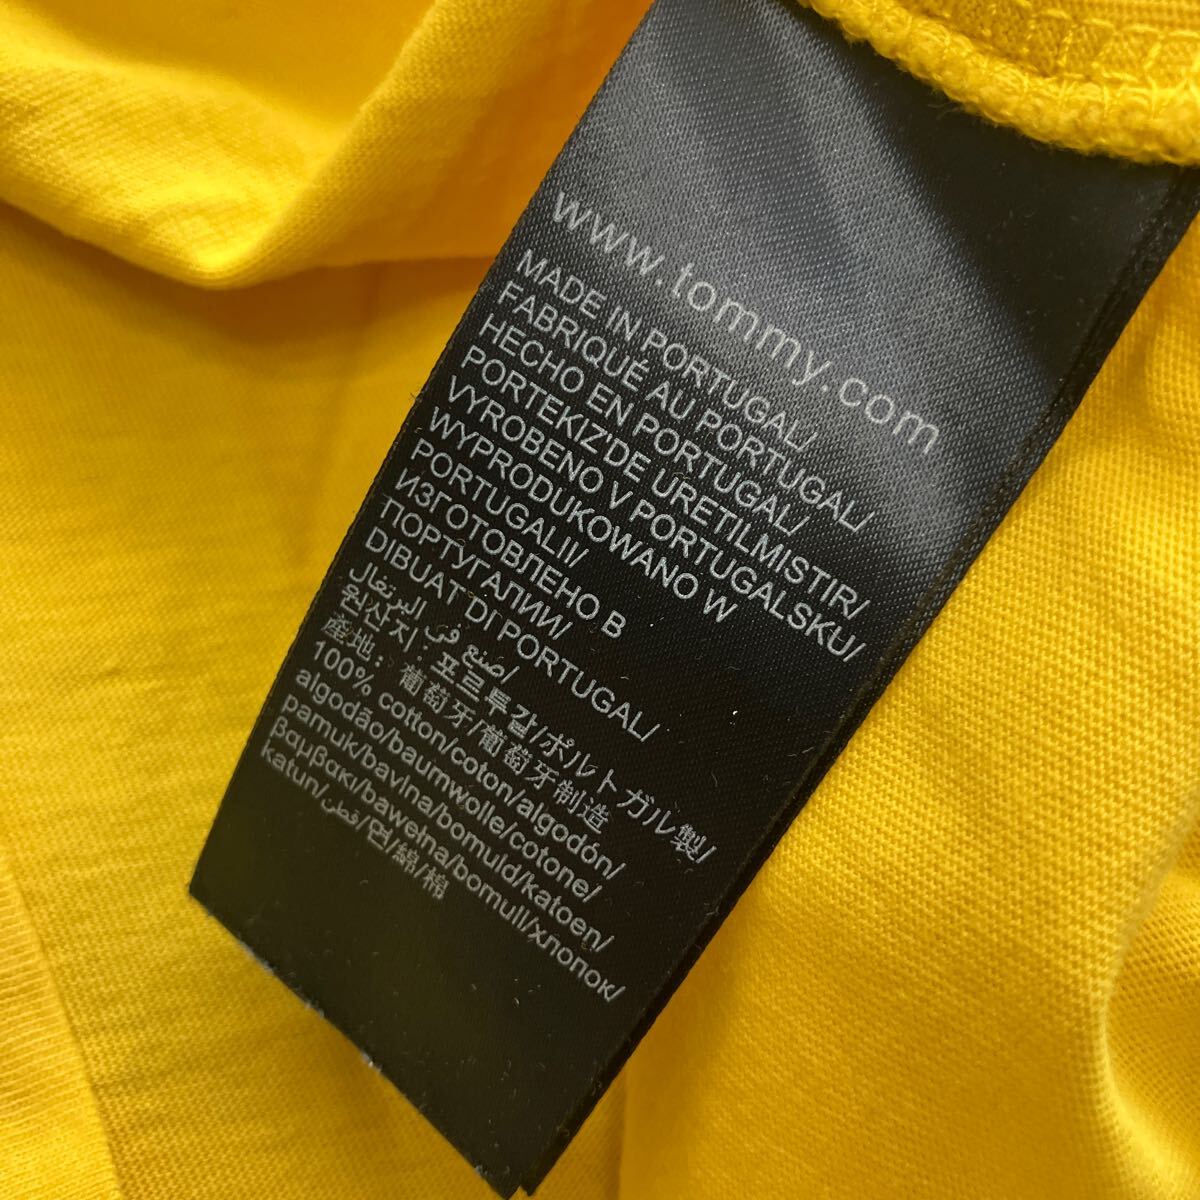 www.tommy.com
MADE IN PORTUGAL/
FABRIQUÉ AU PORTUGAL/
HECHO EN PORTUGAL/
PORTEKIZ'DE URETILMISTIR/
VYROBENO V PORTUGALSKU/
WYPRODUKOWANO W
PORTUGALII/
ИЗГОТОВЛЕНО В
ПОРТУГАЛИИ/
DIBUAT DI PORTUGAL/
صنع في البرتغال/
원산지: 포르투갈/ポルトガル製/
產地: 葡萄牙/葡萄牙制造
100% cotton/coton/algodón/
algodão/baumwolle/cotone/
pamuk/bavlna/bomuld/katoen/
βαμβακι/bawełna/bomull/хлопок/
katun/قطن/면/綿/棉